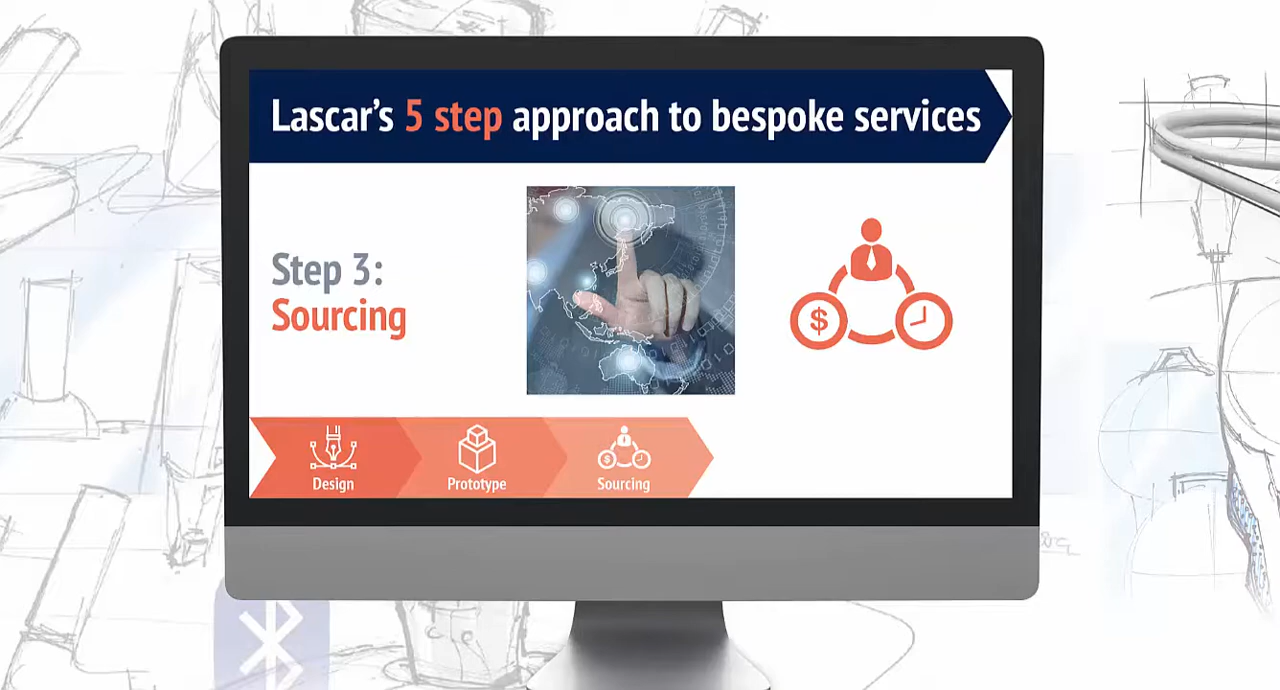 Lascar's 5 step approach to bespoke services
Step 3:
Sourcing
$
$
Design
Prototype
Sourcing